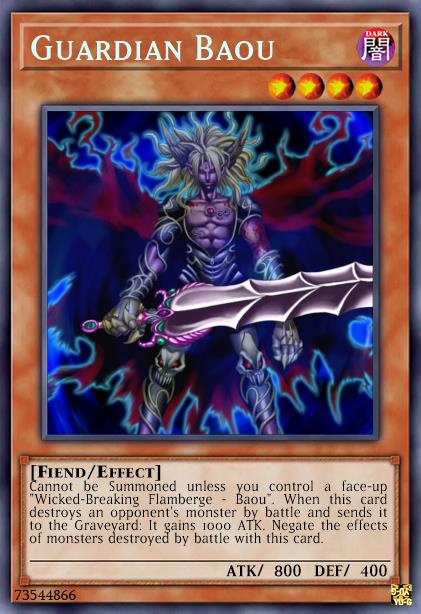 Guardian Baou
DARK
闇
[Fiend/Effect]
Cannot be Summoned unless you control a face-up
"Wicked-Breaking Flamberge - Baou". When this card
destroys an opponent's monster by battle and sends it
to the Graveyard: It gains 1000 ATK. Negate the effects
of monsters destroyed by battle with this card.
ATK/ 800 DEF/ 400
73544866